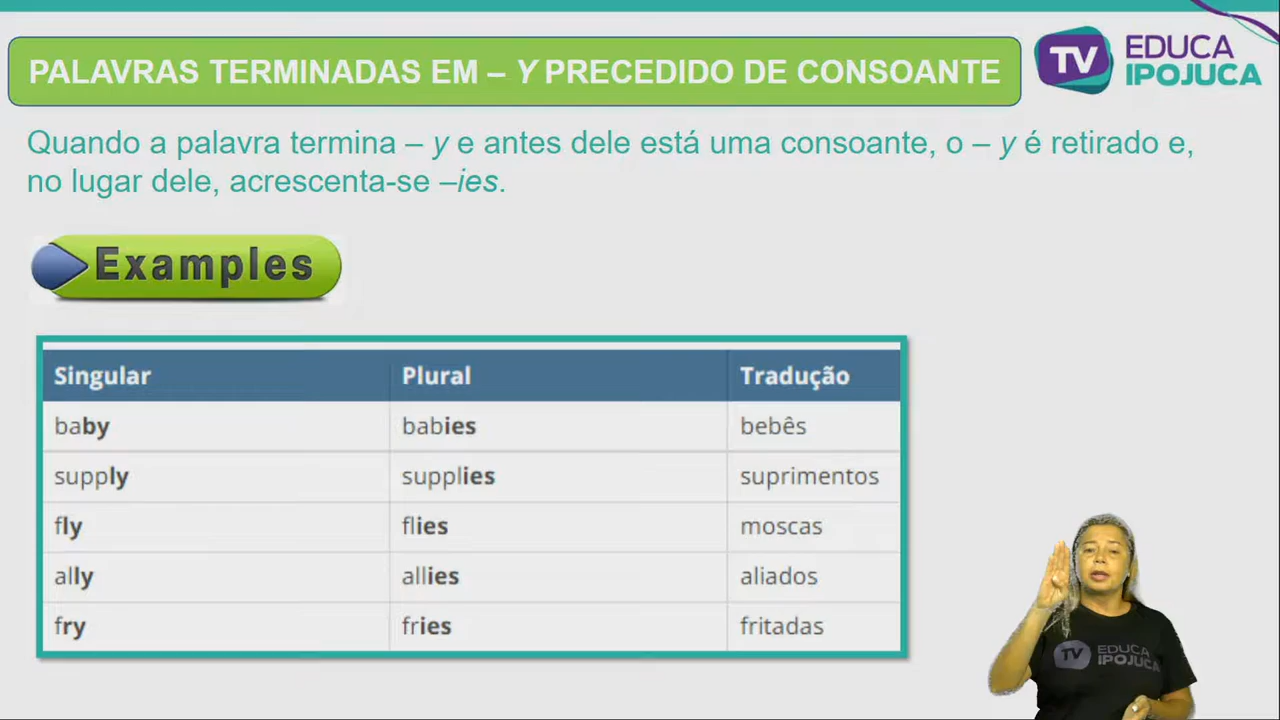 PALAVRAS TERMINADAS EM – Y PRECEDIDO DE CONSOANTE
TV EDUCA
IPOJUCA
Quando a palavra termina – y e antes dele está uma consoante, o – y é retirado e,
no lugar dele, acrescenta-se –ies.
Examples
Singular Plural Tradução
baby babies bebês
supply supplies suprimentos
fly flies moscas
ally allies aliados
fry fries fritadas
TV EDUCA
IPOJUCA